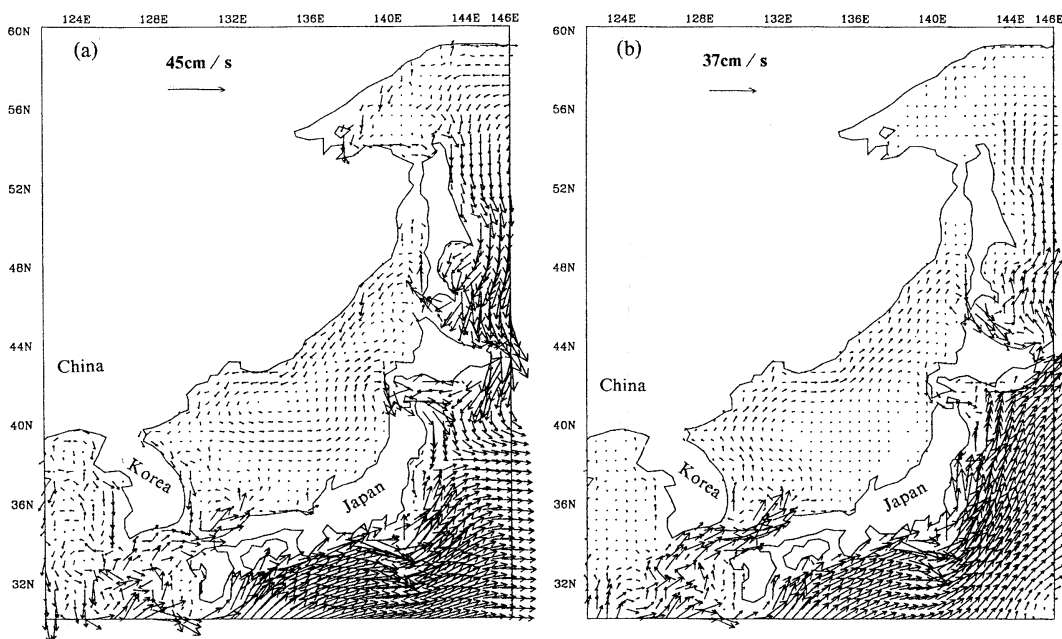 124E 128E 132E 136E 140E 144E 146E
60N
(a)
45cm / s
56N
52N
48N
44N
China
40N
Korea
Japan
36N
32N
124E 128E 132E 136E 140E 144E 146E
60N
(b)
37cm / s
56N
52N
48N
44N
China
40N
Korea
Japan
36N
32N